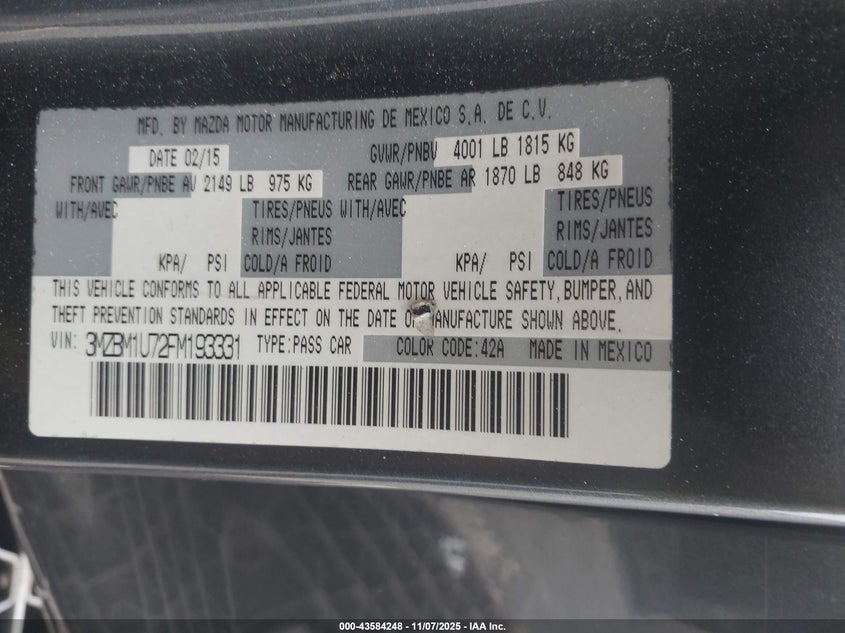 MFD. BY MAZDA MOTOR MANUFACTURING DE MEXICO S.A. DE C.V.
DATE 02/15 GVWR/PNBV 4001 LB 1815 KG
FRONT GAWR/PNBE AV 2149 LB 975 KG REAR GAWR/PNBE AR 1870 LB 848 KG
WITH/AVEC TIRES/PNEUS WITH/AVEC TIRES/PNEUS
RIMS/JANTES RIMS/JANTES
KPA/ PSI COLD/A FROID KPA/ PSI COLD/A FROID
THIS VEHICLE CONFORMS TO ALL APPLICABLE FEDERAL MOTOR VEHICLE SAFETY, BUMPER, AND
THEFT PREVENTION STANDARDS IN EFFECT ON THE DATE OF MANUFACTURE SHOWN ABOVE.
VIN: 3MZBM1U72FM193331 TYPE:PASS CAR COLOR CODE:42A MADE IN MEXICO
000-43584248 - 11/07/2025 - IAA Inc.